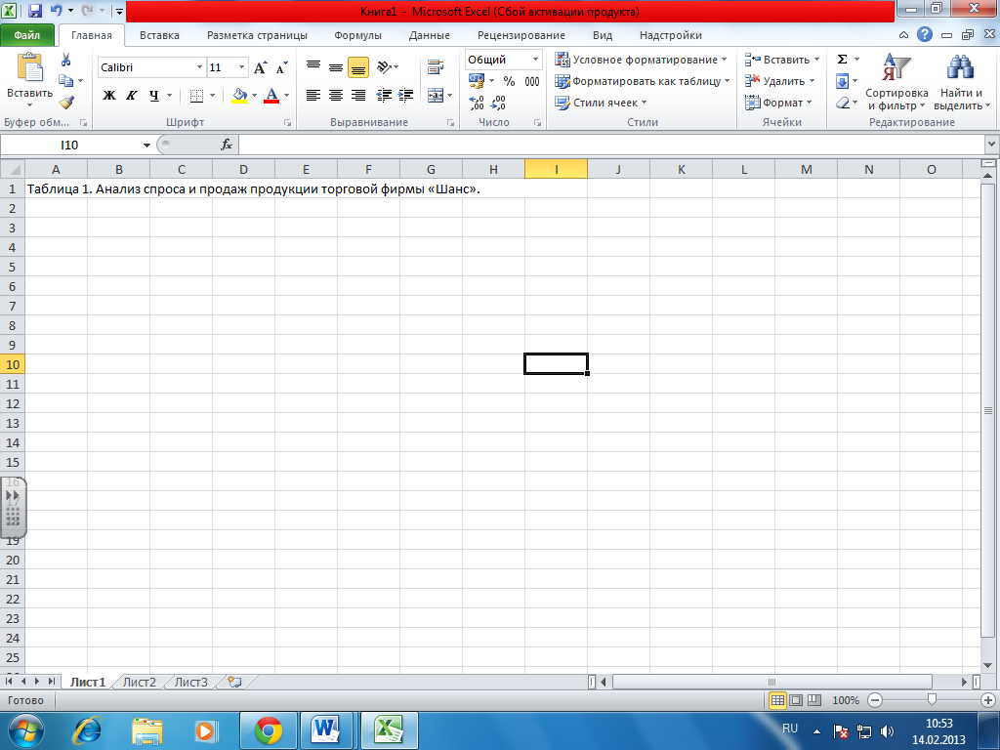 Книга1 - Microsoft Excel (Сбой активации продукта)
Файл Главная Вставка Разметка страницы Формулы Данные Рецензирование Вид Надстройки
Вставить
Calibri 11
Ж К Ч
Общий
% 000
Условное форматирование
Форматировать как таблицу
Стили ячеек
Вставить
Удалить
Формат
Σ
Сортировка и фильтр
Найти и выделить
Буфер обм... Шрифт Выравнивание Число Стили Ячейки Редактирование
I10 fx
A B C D E F G H I J K L M N O
1 Таблица 1. Анализ спроса и продаж продукции торговой фирмы «Шанс».
2
3
4
5
6
7
8
9
10
11
12
13
14
15
16
17
18
19
20
21
22
23
24
25
Лист1 Лист2 Лист3
Готово 100%
RU 10:53
14.02.2013